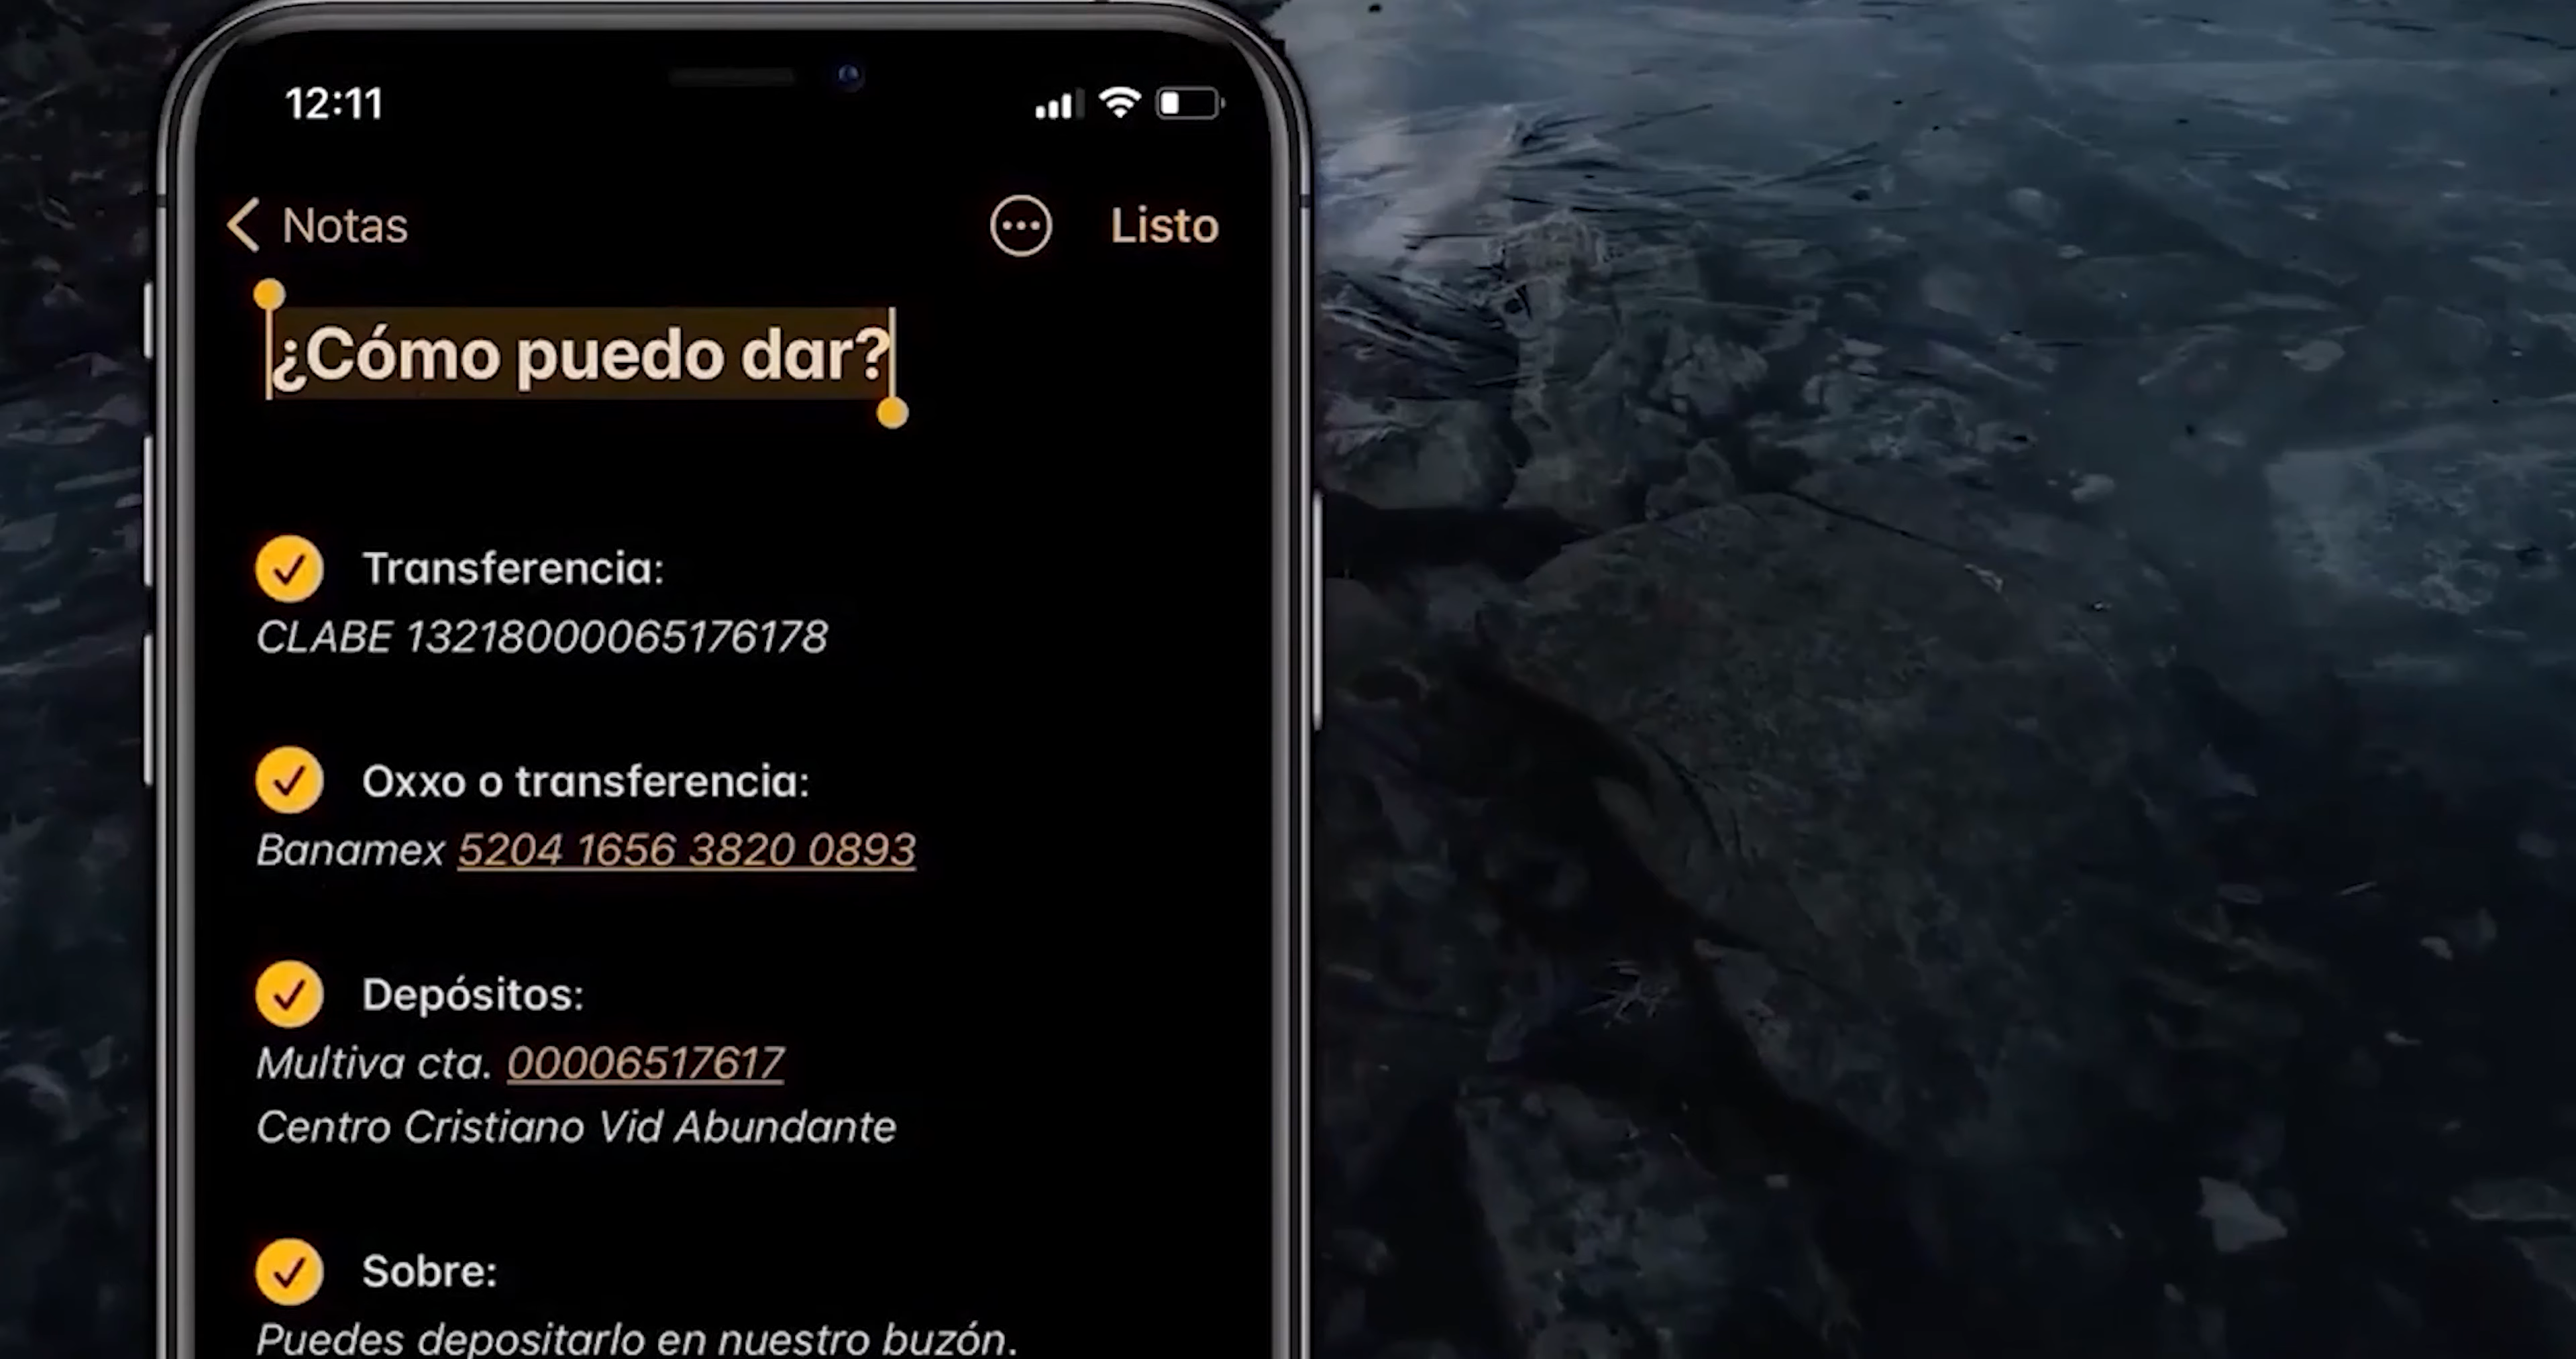 12:11
Notas
Listo
¿Cómo puedo dar?
Transferencia:
CLABE 132180000065176178
Oxxo o transferencia:
Banamex 5204 1656 3820 0893
Depósitos:
Multiva cta. 00006517617
Centro Cristiano Vid Abundante
Sobre:
Puedes depositarlo en nuestro buzón.